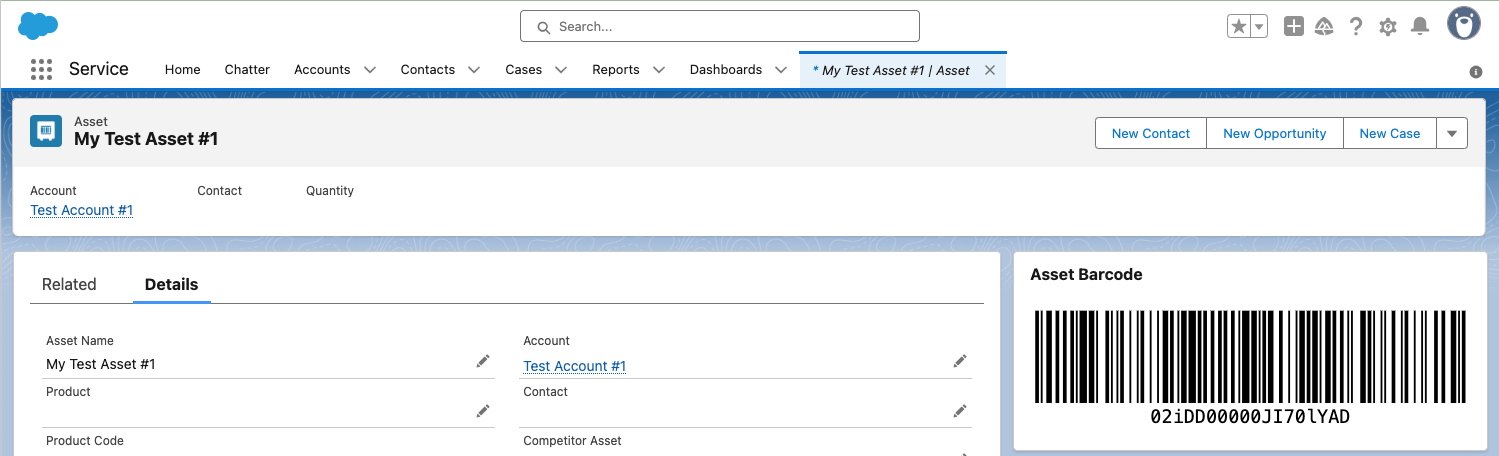 Search...
Service Home Chatter Accounts Contacts Cases Reports Dashboards * My Test Asset #1 | Asset
Asset
My Test Asset #1
New Contact New Opportunity New Case
Account Contact Quantity
Test Account #1
Related Details
Asset Name Account
My Test Asset #1 Test Account #1
Product Contact
Product Code Competitor Asset
Asset Barcode
02iDD00000JI70lYAD